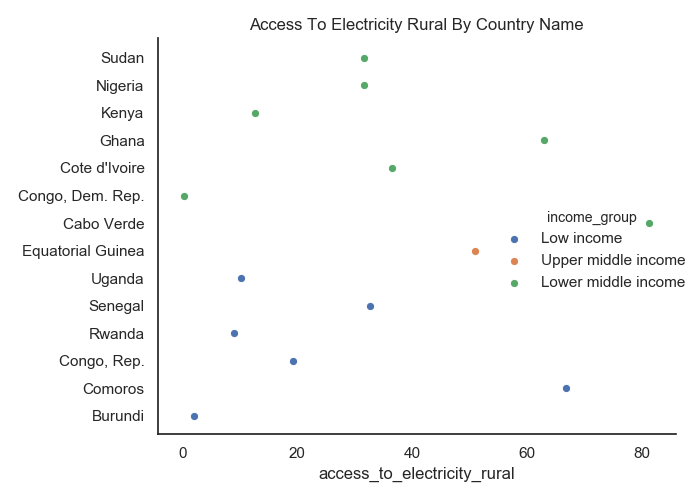 Access To Electricity Rural By Country Name
Sudan
Nigeria
Kenya
Ghana
Cote d'Ivoire
Congo, Dem. Rep.
Cabo Verde
Equatorial Guinea
Uganda
Senegal
Rwanda
Congo, Rep.
Comoros
Burundi
income_group
Low income
Upper middle income
Lower middle income
0 20 40 60 80
access_to_electricity_rural